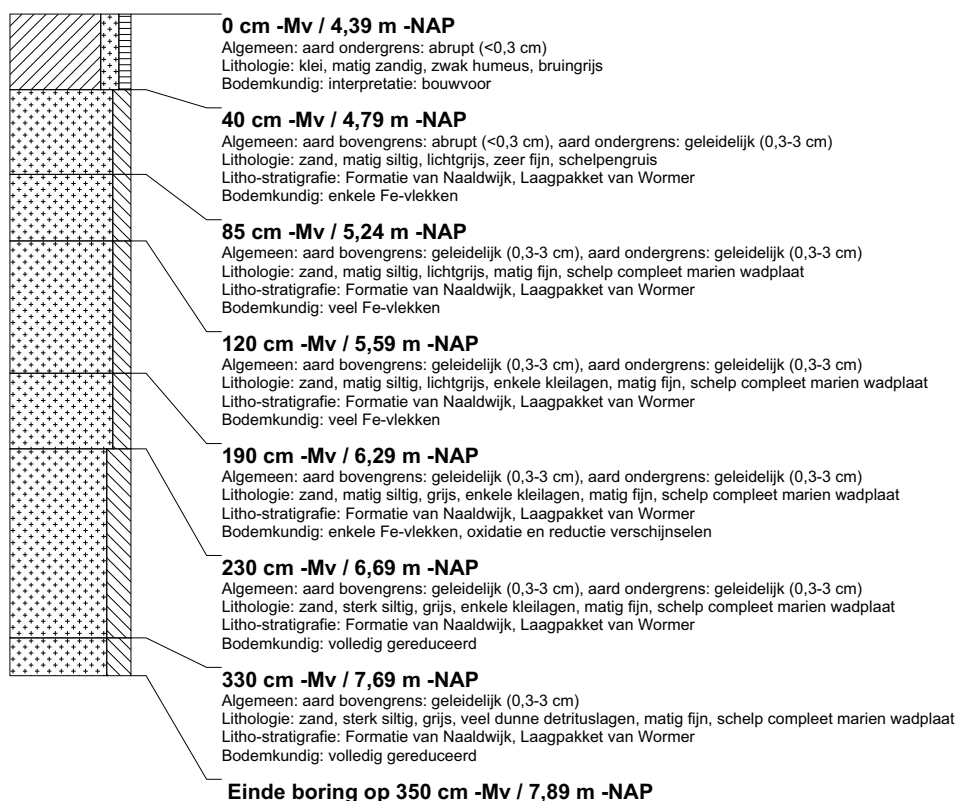 0 cm -Mv / 4,39 m -NAP
Algemeen: aard ondergrens: abrupt (<0,3 cm)
Lithologie: klei, matig zandig, zwak humeus, bruingrijs
Bodemkundig: interpretatie: bouwvoor
40 cm -Mv / 4,79 m -NAP
Algemeen: aard bovengrens: abrupt (<0,3 cm), aard ondergrens: geleidelijk (0,3-3 cm)
Lithologie: zand, matig siltig, lichtgrijs, zeer fijn, schelpengruis
Litho-stratigrafie: Formatie van Naaldwijk, Laagpakket van Wormer
Bodemkundig: enkele Fe-vlekken
85 cm -Mv / 5,24 m -NAP
Algemeen: aard bovengrens: geleidelijk (0,3-3 cm), aard ondergrens: geleidelijk (0,3-3 cm)
Lithologie: zand, matig siltig, lichtgrijs, matig fijn, schelp compleet marien wadplaat
Litho-stratigrafie: Formatie van Naaldwijk, Laagpakket van Wormer
Bodemkundig: veel Fe-vlekken
120 cm -Mv / 5,59 m -NAP
Algemeen: aard bovengrens: geleidelijk (0,3-3 cm), aard ondergrens: geleidelijk (0,3-3 cm)
Lithologie: zand, matig siltig, lichtgrijs, enkele kleilagen, matig fijn, schelp compleet marien wadplaat
Litho-stratigrafie: Formatie van Naaldwijk, Laagpakket van Wormer
Bodemkundig: veel Fe-vlekken
190 cm -Mv / 6,29 m -NAP
Algemeen: aard bovengrens: geleidelijk (0,3-3 cm), aard ondergrens: geleidelijk (0,3-3 cm)
Lithologie: zand, matig siltig, grijs, enkele kleilagen, matig fijn, schelp compleet marien wadplaat
Litho-stratigrafie: Formatie van Naaldwijk, Laagpakket van Wormer
Bodemkundig: enkele Fe-vlekken, oxidatie en reductie verschijnselen
230 cm -Mv / 6,69 m -NAP
Algemeen: aard bovengrens: geleidelijk (0,3-3 cm), aard ondergrens: geleidelijk (0,3-3 cm)
Lithologie: zand, sterk siltig, grijs, enkele kleilagen, matig fijn, schelp compleet marien wadplaat
Litho-stratigrafie: Formatie van Naaldwijk, Laagpakket van Wormer
Bodemkundig: volledig gereduceerd
330 cm -Mv / 7,69 m -NAP
Algemeen: aard bovengrens: geleidelijk (0,3-3 cm)
Lithologie: zand, sterk siltig, grijs, veel dunne detrituslagen, matig fijn, schelp compleet marien wadplaat
Litho-stratigrafie: Formatie van Naaldwijk, Laagpakket van Wormer
Bodemkundig: volledig gereduceerd
Einde boring op 350 cm -Mv / 7,89 m -NAP